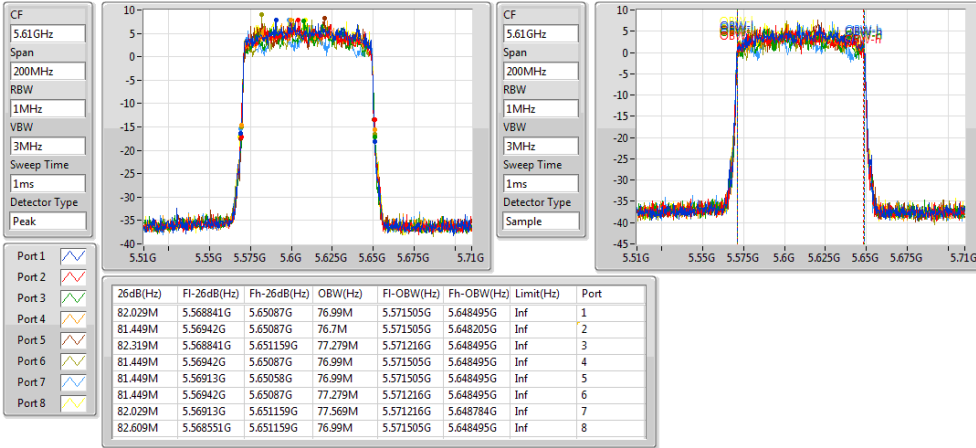 CF
5.61GHz
Span
200MHz
RBW
1MHz
VBW
3MHz
Sweep Time
1ms
Detector Type
Peak
10
5
0
-5
-10
-15
-20
-25
-30
-35
-40
5.51G 5.55G 5.575G 5.6G 5.625G 5.65G 5.675G 5.71G
CF
5.61GHz
Span
200MHz
RBW
1MHz
VBW
3MHz
Sweep Time
1ms
Detector Type
Sample
10
5
0
-5
-10
-15
-20
-25
-30
-35
-40
-45
5.51G 5.55G 5.575G 5.6G 5.625G 5.65G 5.675G 5.71G
Port 1
Port 2
Port 3
Port 4
Port 5
Port 6
Port 7
Port 8
26dB(Hz) Fl-26dB(Hz) Fh-26dB(Hz) OBW(Hz) Fl-OBW(Hz) Fh-OBW(Hz) Limit(Hz) Port
82.029M 5.568841G 5.65087G 76.99M 5.571505G 5.648495G Inf 1
81.449M 5.56942G 5.65087G 76.7M 5.571505G 5.648205G Inf 2
82.319M 5.568841G 5.651159G 77.279M 5.571216G 5.648495G Inf 3
81.449M 5.56942G 5.65087G 76.99M 5.571505G 5.648495G Inf 4
81.449M 5.56913G 5.65058G 76.99M 5.571505G 5.648495G Inf 5
81.449M 5.56942G 5.65087G 77.279M 5.571216G 5.648495G Inf 6
82.029M 5.56913G 5.651159G 77.569M 5.571216G 5.648784G Inf 7
82.609M 5.568551G 5.651159G 76.99M 5.571505G 5.648495G Inf 8